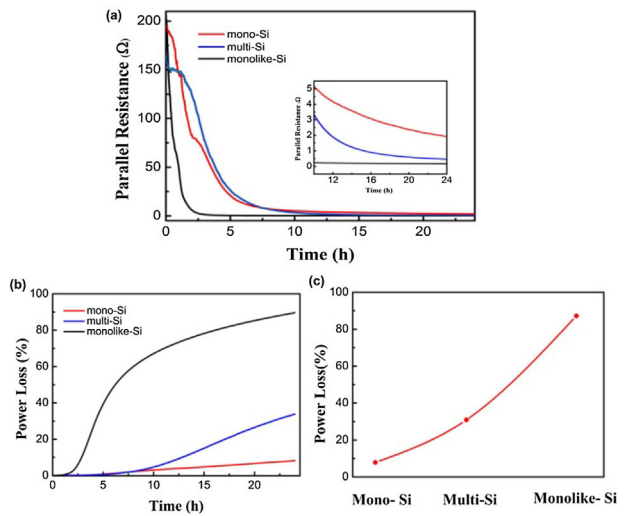 (a)
mono-Si
multi-Si
monolike-Si
Parallel Resistance (Ω)
200
150
100
50
0
0 5 10 15 20
Time (h)
Parallel Resistance .Ω
5
4
3
2
1
0
12 16 20 24
Time (h)
(b)
mono-Si
multi-Si
monolike-Si
Power Loss (%)
100
80
60
40
20
0
0 5 10 15 20
Time (h)
(c)
Power Loss(%)
100
80
60
40
20
0
Mono- Si Multi-Si Monolike- Si